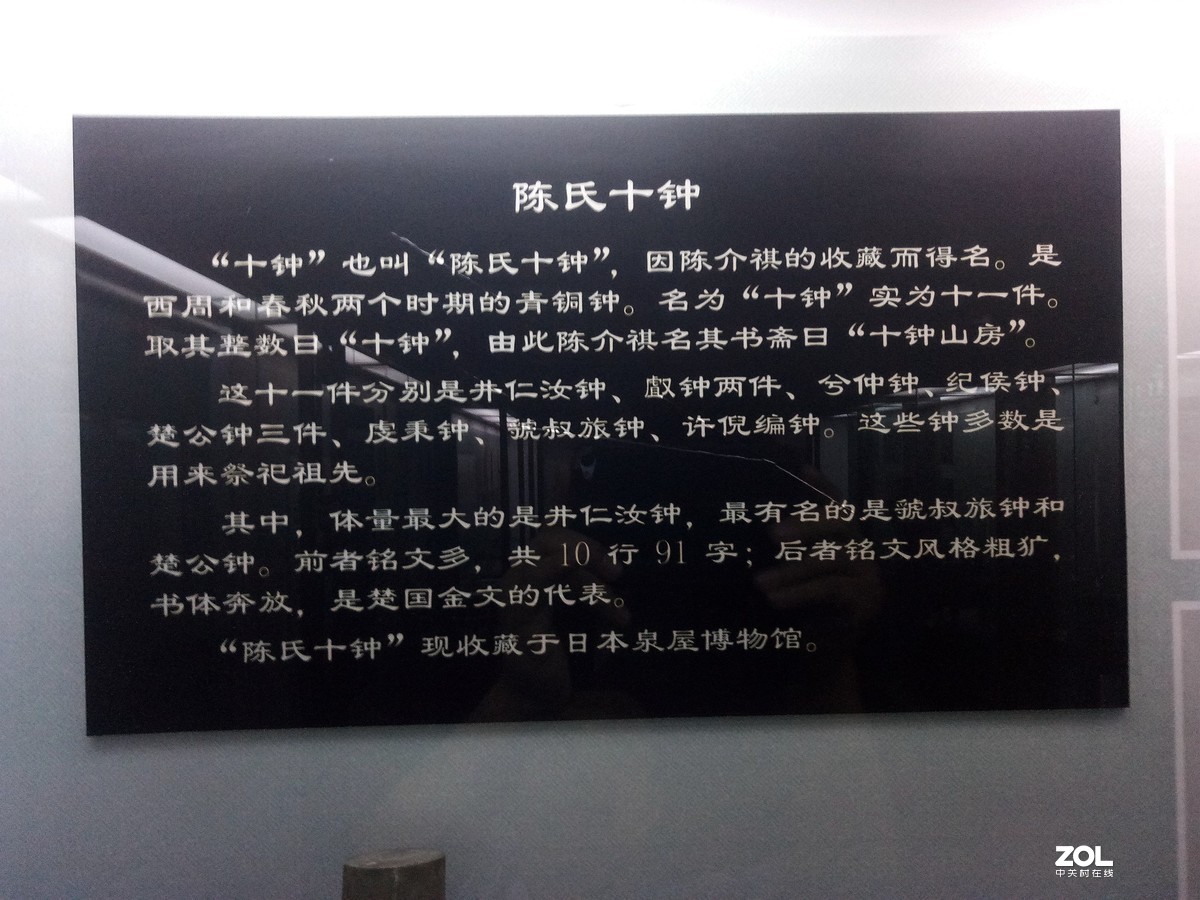 陈氏十钟
“十钟”也叫“陈氏十钟”，因陈介祺的收藏而得名。是
西周和春秋两个时期的青铜钟。名为“十钟”实为十一件。
取其整数曰“十钟”，由此陈介祺名其书斋曰“十钟山房”。
这十一件分别是井仁汝钟、叡钟两件、兮仲钟、纪侯钟、
楚公钟三件、虔秉钟、虢叔旅钟、许倪编钟。这些钟多数是
用来祭祀祖先。
其中，体量最大的是井仁汝钟，最有名的是虢叔旅钟和
楚公钟。前者铭文多，共 10 行 91 字；后者铭文风格粗犷，
书体奔放，是楚国金文的代表。
“陈氏十钟”现收藏于日本泉屋博物馆。
ZOL
中关村在线